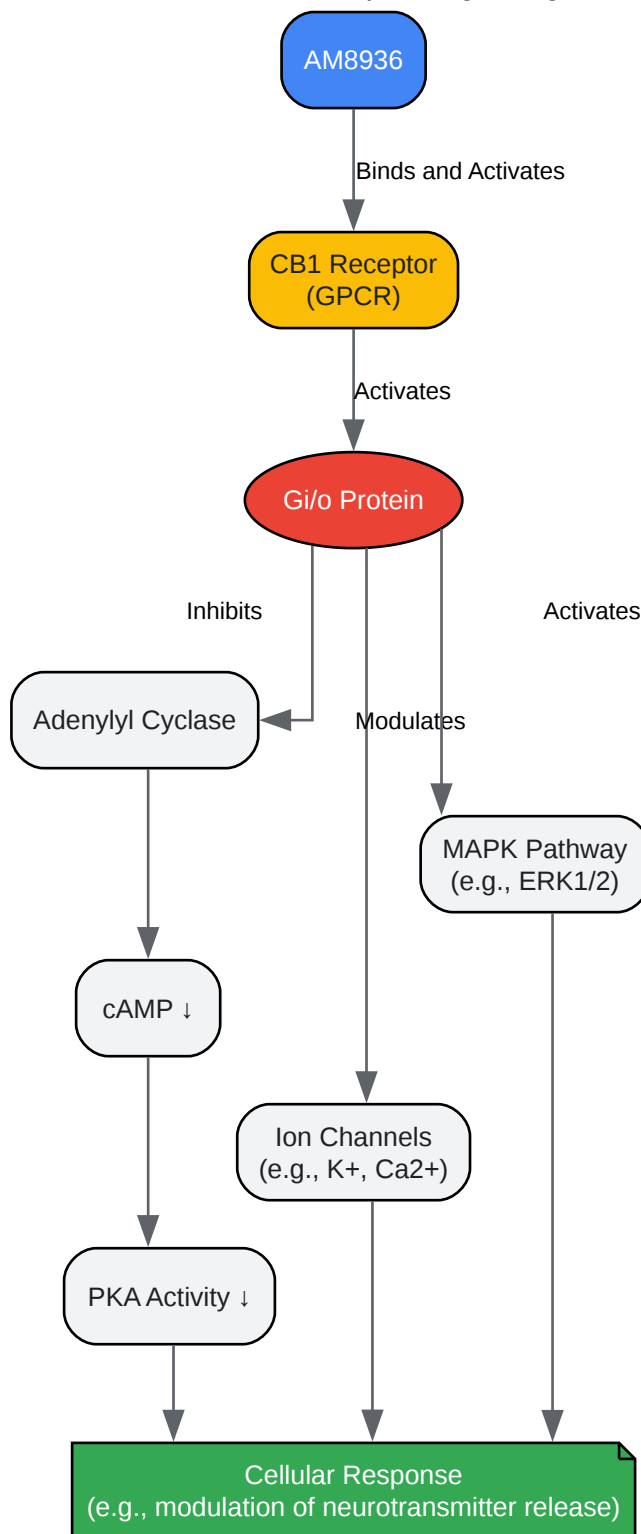 AM8936
Binds and Activates
CB1 Receptor
(GPCR)
Activates
Gi/o Protein
Inhibits
Activates
Adenylyl Cyclase
Modulates
MAPK Pathway
(e.g., ERK1/2)
cAMP ↓
Ion Channels
(e.g., K+, Ca2+)
PKA Activity ↓
Cellular Response
(e.g., modulation of neurotransmitter release)